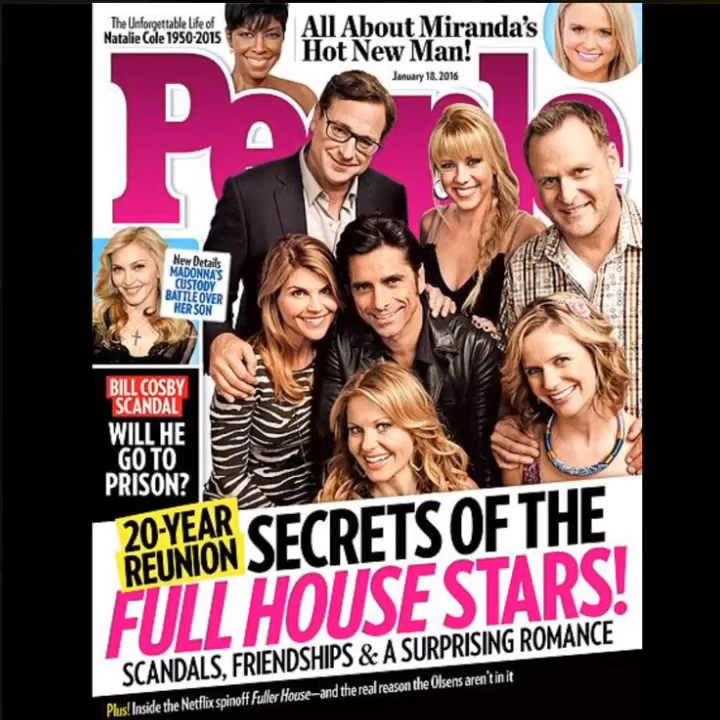 The Unforgettable Life of
Natalie Cole 1950-2015
All About Miranda's
Hot New Man!
January 18, 2016
People
New Details
MADONNA'S
CUSTODY
BATTLE OVER
HER SON
BILL COSBY
SCANDAL
WILL HE
GO TO
PRISON?
20-YEAR
REUNION
SECRETS OF THE
FULL HOUSE STARS!
SCANDALS, FRIENDSHIPS & A SURPRISING ROMANCE
Plus! Inside the Netflix spinoff Fuller House—and the real reason the Olsens aren't in it